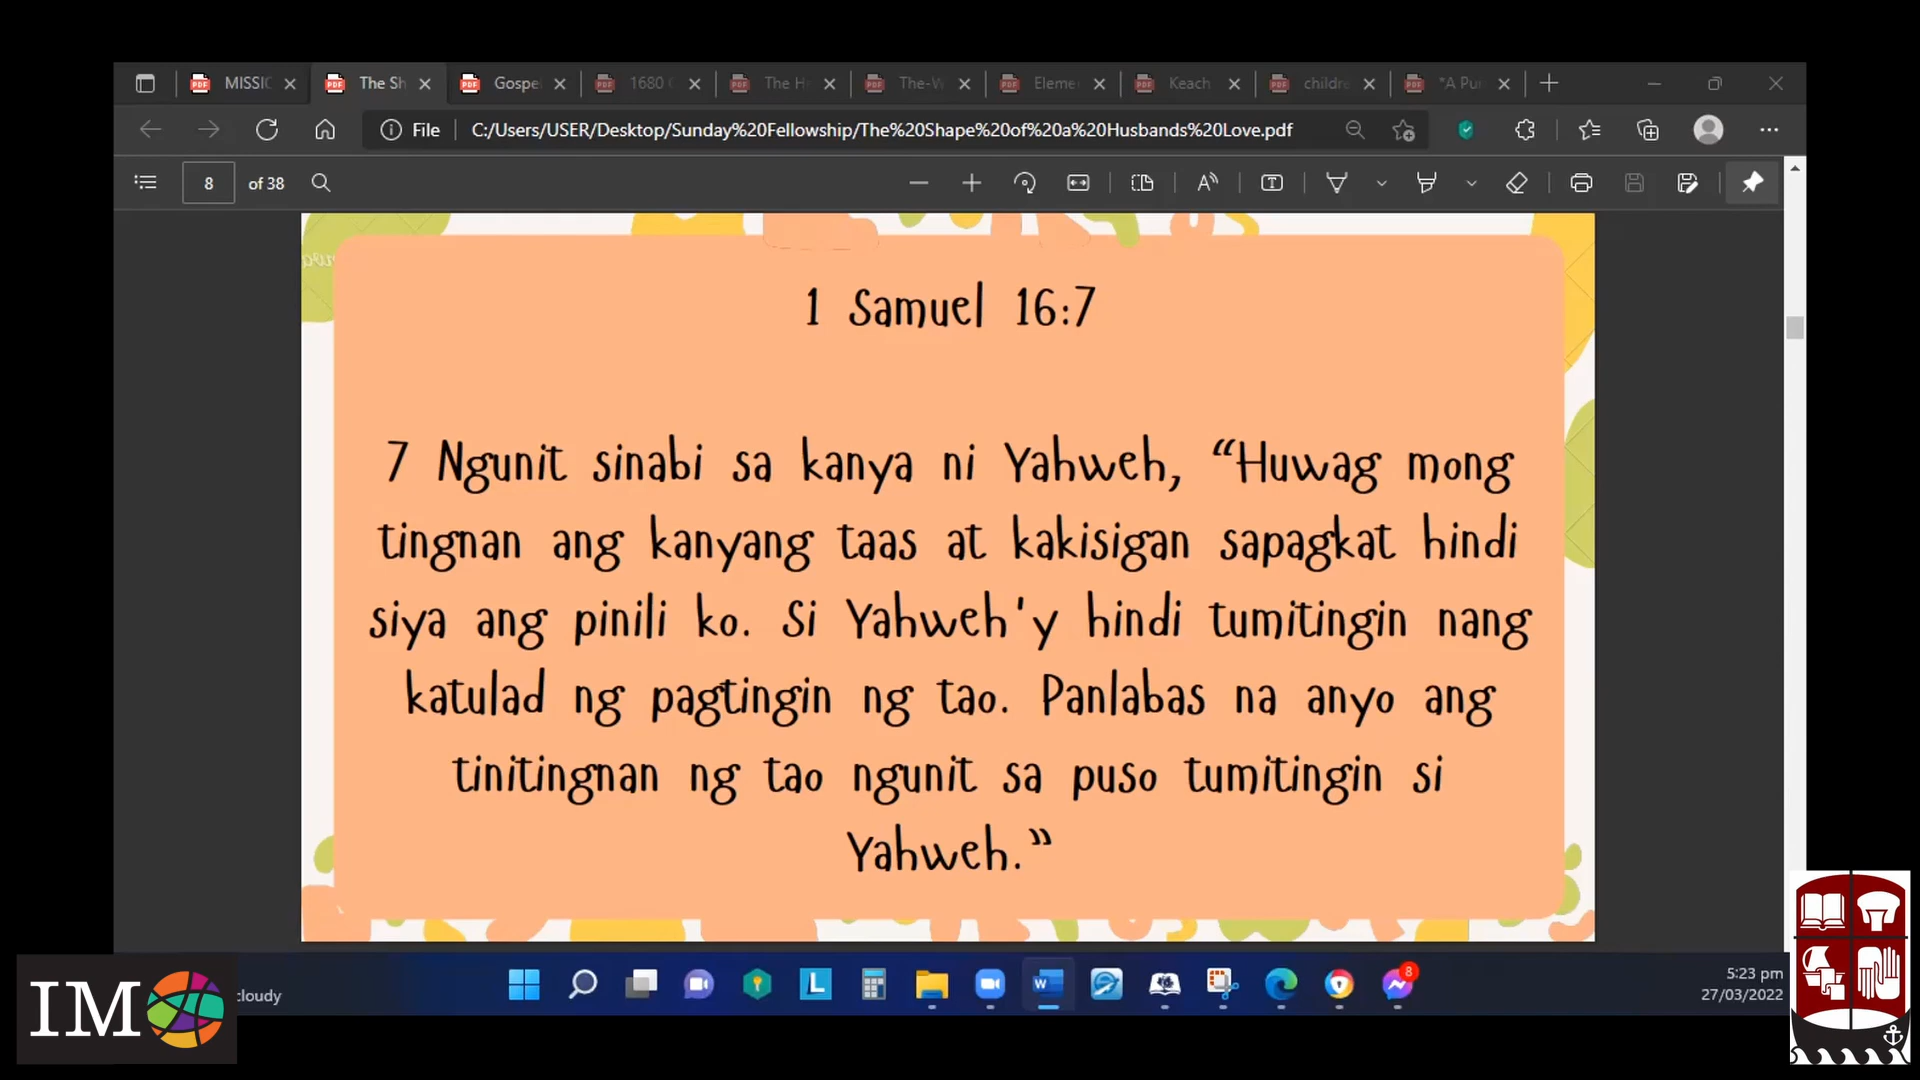 MISSIC
The Sh
Gospel
1680
The H
The-W
Eleme
Keach
childre
"A Pur
File
C:/Users/USER/Desktop/Sunday%20Fellowship/The%20Shape%20of%20a%20Husbands%20Love.pdf
8 of 38
1 Samuel 16:7
7 Ngunit sinabi sa kanya ni Yahweh, “Huwag mong
tingnan ang kanyang taas at kakisigan sapagkat hindi
siya ang pinili ko. Si Yahweh'y hindi tumitingin nang
katulad ng pagtingin ng tao. Panlabas na anyo ang
tinitingnan ng tao ngunit sa puso tumitingin si
Yahweh.”
IM
cloudy
8
5:23 pm
27/03/2022